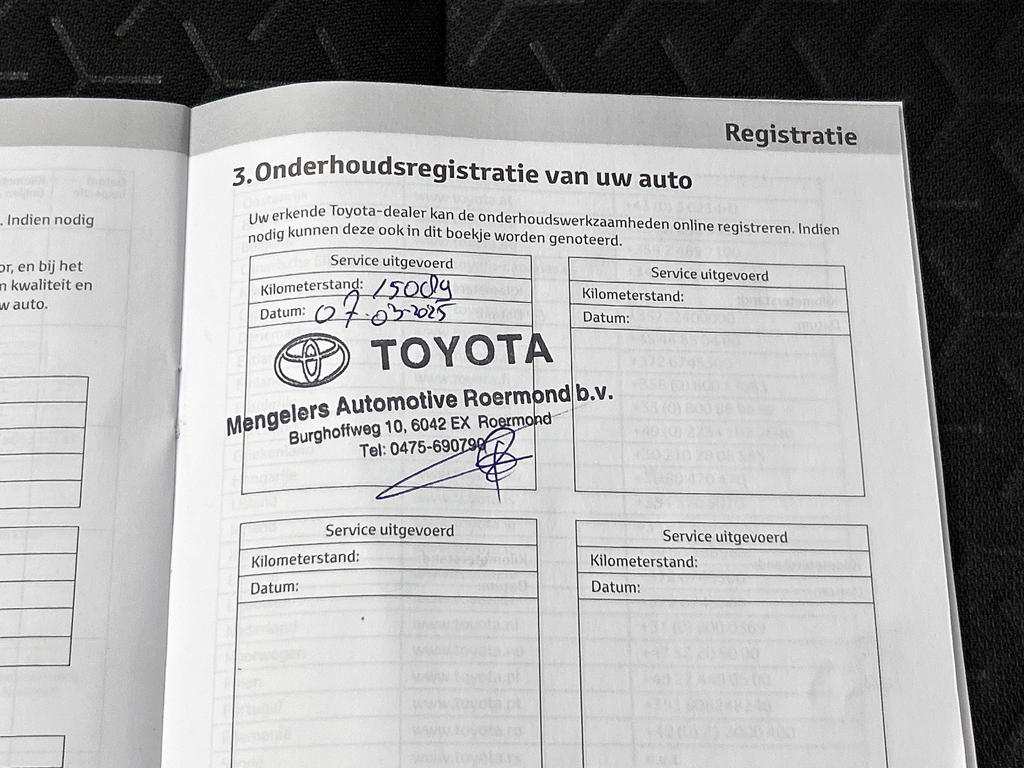 Registratie
. Indien nodig
or, en bij het
n kwaliteit en
w auto.
3. Onderhoudsregistratie van uw auto
Uw erkende Toyota-dealer kan de onderhoudswerkzaamheden online registreren. Indien
nodig kunnen deze ook in dit boekje worden genoteerd.
Service uitgevoerd
Kilometerstand: 15009
Datum: 07-03-2025
TOYOTA
Mengelers Automotive Roermond b.v.
Burghoffweg 10, 6042 EX Roermond
Tel: 0475-690790
Service uitgevoerd
Kilometerstand:
Datum:
Service uitgevoerd
Kilometerstand:
Datum:
Service uitgevoerd
Kilometerstand:
Datum: